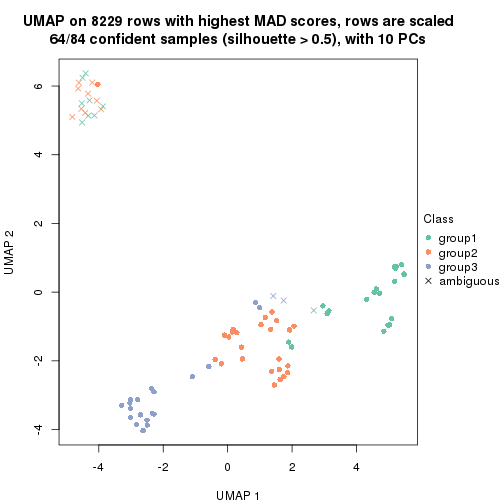 UMAP on 8229 rows with highest MAD scores, rows are scaled
64/84 confident samples (silhouette > 0.5), with 10 PCs
6
4
2
0
-2
-4
UMAP 2
-4
-2
0
2
4
UMAP 1
Class
group1
group2
group3
ambiguous